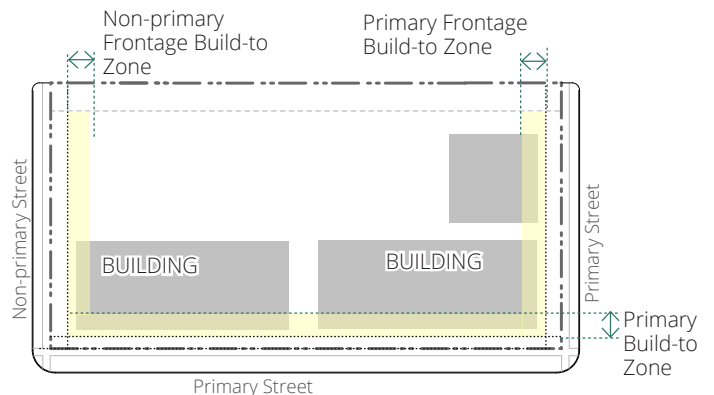 Non-primary
Frontage Build-to
Zone
Primary Frontage
Build-to Zone
Non-primary Street
BUILDING
BUILDING
Primary Street
Primary
Build-to
Zone
Primary Street